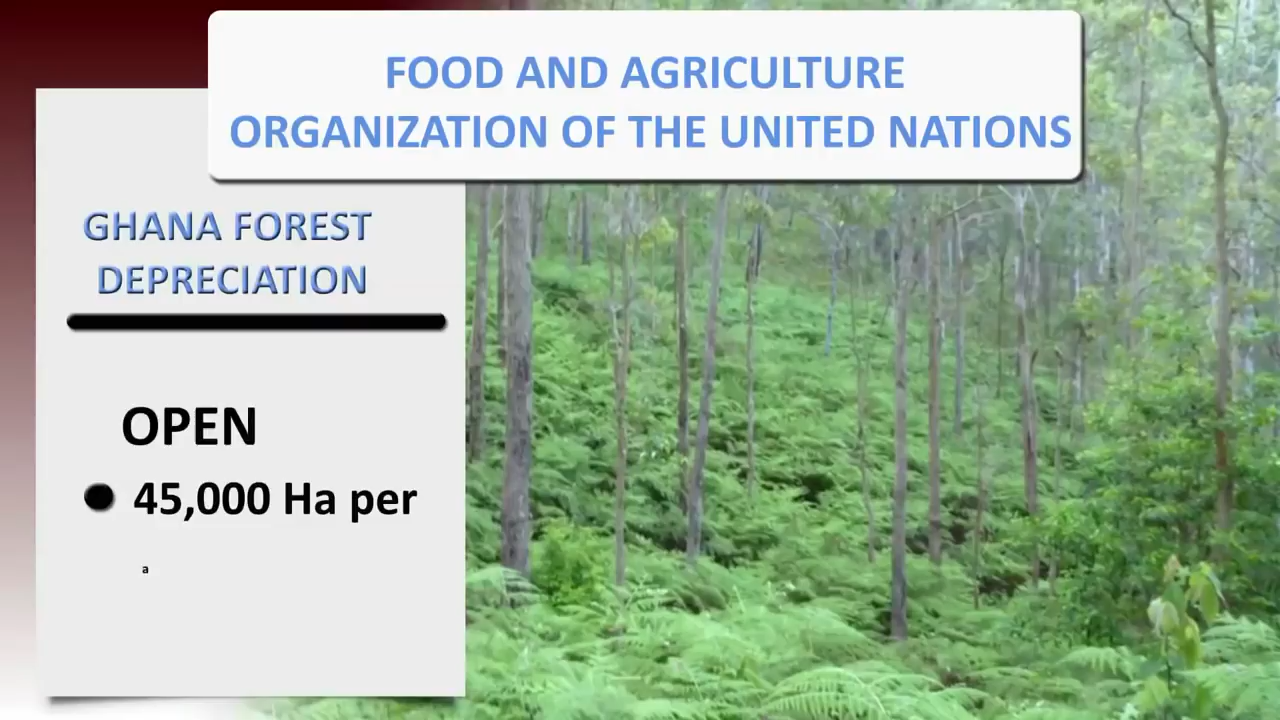 FOOD AND AGRICULTURE
ORGANIZATION OF THE UNITED NATIONS
GHANA FOREST
DEPRECIATION
OPEN
45,000 Ha per
a